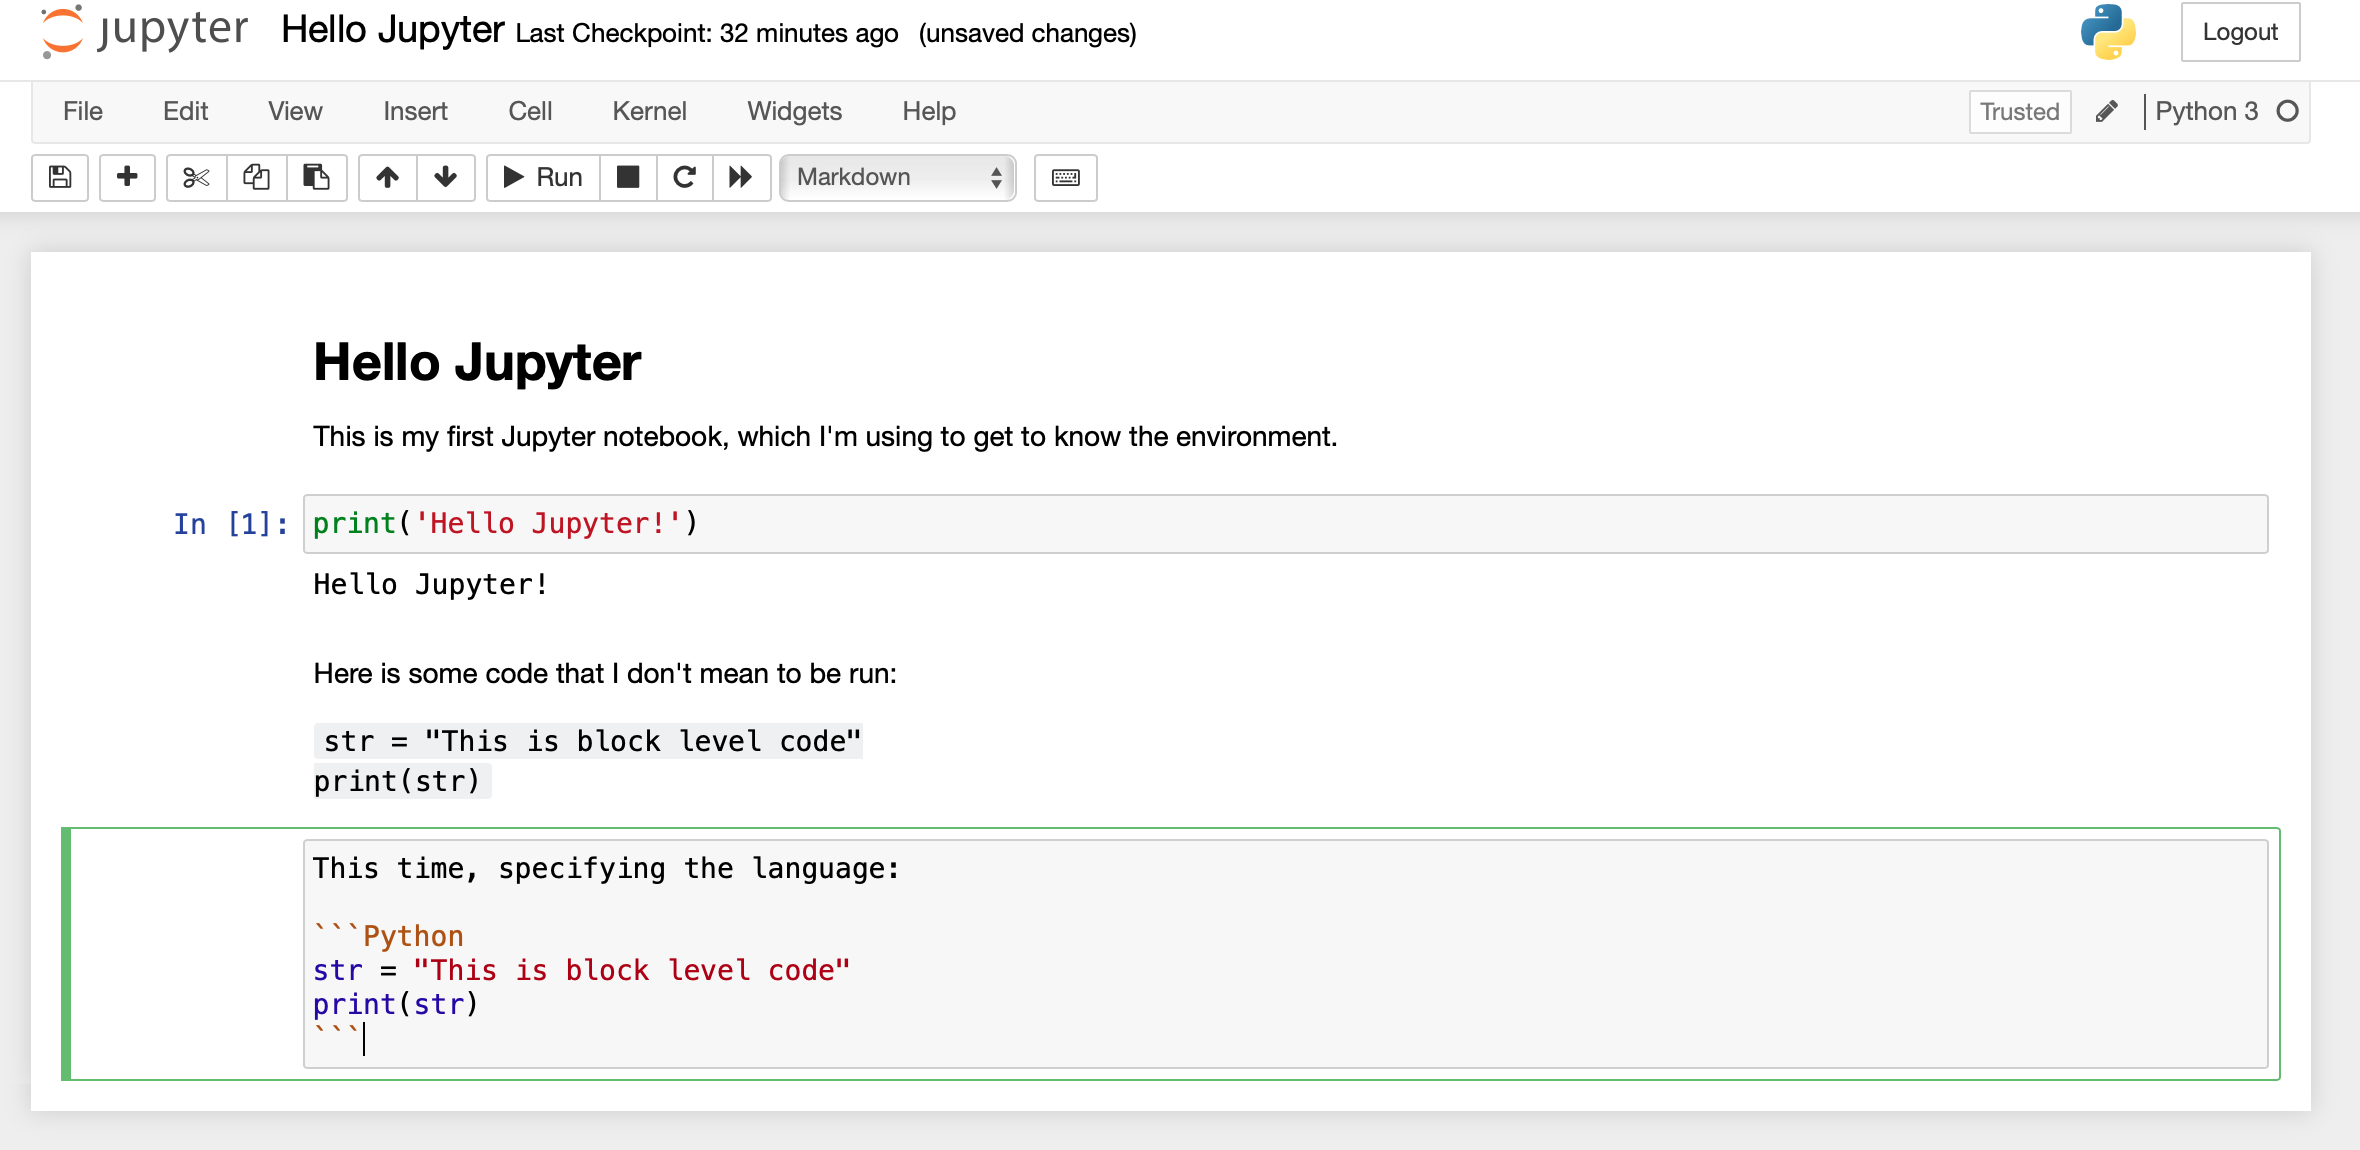 jupyter Hello Jupyter Last Checkpoint: 32 minutes ago (unsaved changes) Logout
File Edit View Insert Cell Kernel Widgets Help Trusted Python 3
Run Markdown
Hello Jupyter
This is my first Jupyter notebook, which I'm using to get to know the environment.
In [1]: print('Hello Jupyter!')
Hello Jupyter!
Here is some code that I don't mean to be run:
str = "This is block level code"
print(str)
This time, specifying the language:
```Python
str = "This is block level code"
print(str)
```